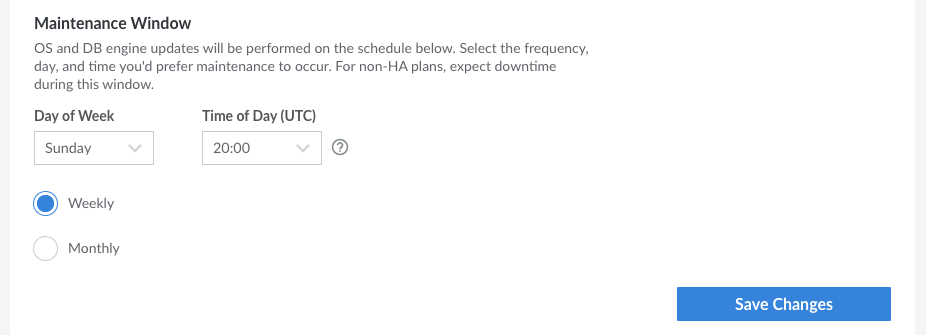 Maintenance Window
OS and DB engine updates will be performed on the schedule below. Select the frequency,
day, and time you'd prefer maintenance to occur. For non-HA plans, expect downtime
during this window.
Day of Week
Time of Day (UTC)
Sunday
20:00
?
Weekly
Monthly
Save Changes